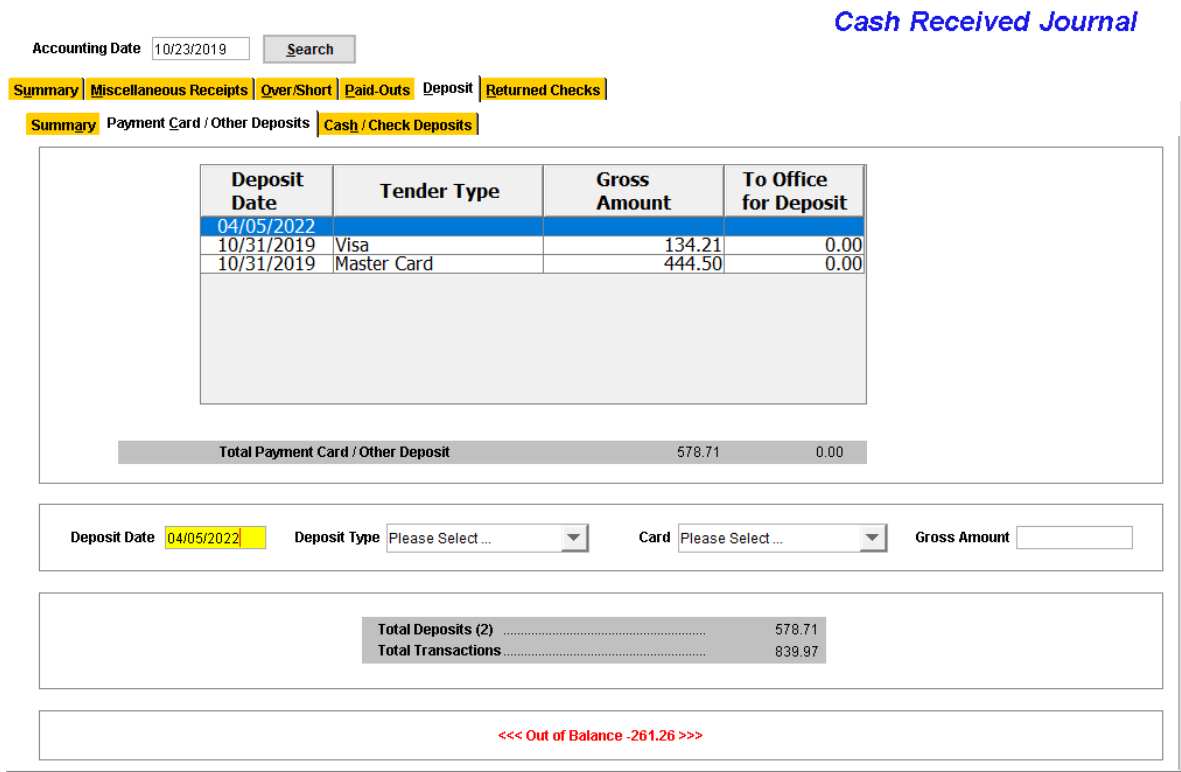 Cash Received Journal
Accounting Date 10/23/2019 Search
Summary Miscellaneous Receipts Over/Short Paid-Outs Deposit Returned Checks
Summary Payment Card / Other Deposits Cash / Check Deposits
Deposit Date Tender Type Gross Amount To Office for Deposit
04/05/2022
10/31/2019 Visa 134.21 0.00
10/31/2019 Master Card 444.50 0.00
Total Payment Card / Other Deposit 578.71 0.00
Deposit Date 04/05/2022 Deposit Type Please Select ... Card Please Select ... Gross Amount
Total Deposits (2) ........................................................ 578.71
Total Transactions ........................................................ 839.97
<<< Out of Balance -261.26 >>>